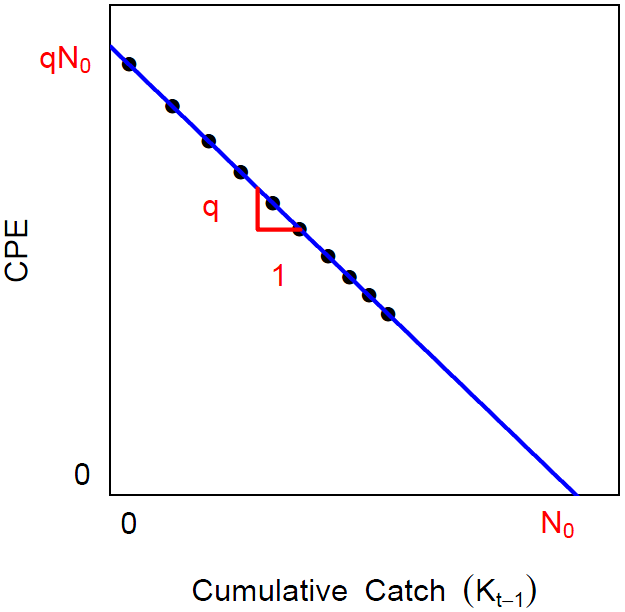 qN₀
q
1
CPE
0
0
N₀
Cumulative Catch (Kₜ₋₁)